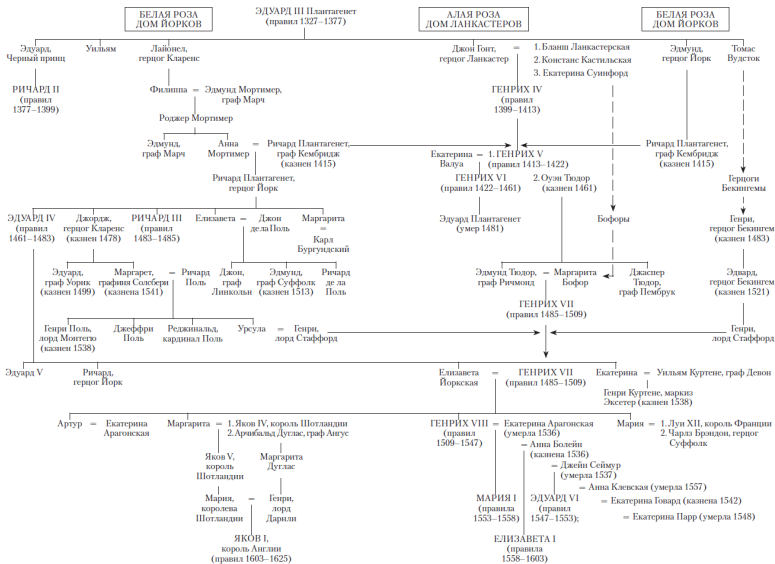 БЕЛАЯ РОЗА
ДОМ ЙОРКОВ
ЭДУАРД III Плантагенет
(правил 1327–1377)
АЛАЯ РОЗА
ДОМ ЛАНКАСТЕРОВ
БЕЛАЯ РОЗА
ДОМ ЙОРКОВ
Эдуард,
Черный принц
Уильям
Лайонел,
герцог Кларенс
Джон Гонт,
герцог Ланкастер
=
1. Бланш Ланкастерская
2. Констанс Кастильская
3. Екатерина Суинфорд
Эдмунд,
герцог Йорк
Томас
Вудсток
РИЧАРД II
(правил
1377–1399)
Филиппа = Эдмунд Мортимер,
граф Марч
ГЕНРИХ IV
(правил
1399–1413)
Роджер Мортимер
Эдмунд,
граф Марч
Анна
Мортимер
=
Ричард Плантагенет,
граф Кембридж
(казнен 1415)
Екатерина
Валуа
= 1. ГЕНРИХ V
(правил 1413–1422)
Ричард Плантагенет,
граф Кембридж
(казнен 1415)
Ричард Плантагенет,
герцог Йорк
ГЕНРИХ VI
(правил 1422–1461)
2. Оуэн Тюдор
(казнен 1461)
Герцоги
Бекингемы
ЭДУАРД IV
(правил
1461–1483)
Джордж,
герцог Кларенс
(казнен 1478)
РИЧАРД III
(правил
1483–1485)
Елизавета
=
Джон
де ла Поль
Маргарита
=
Карл
Бургундский
Эдуард Плантагенет
(умер 1481)
Бофоры
Генри,
герцог Бекингем
(казнен 1483)
Эдуард,
граф Уорик
(казнен 1499)
Маргарет,
графиня Солсбери
(казнена 1541)
=
Ричард
Поль
Джон,
граф
Линкольн
Эдмунд,
граф Суффолк
(казнен 1513)
Ричард
де ла
Поль
Эдмунд Тюдор,
граф Ричмонд
=
Маргарита
Бофор
Джаспер
Тюдор,
граф Пембрук
Эдвард,
герцог Бекингем
(казнен 1521)
ГЕНРИХ VII
(правил 1485–
1509)
Генри Поль,
лорд Монтегю
(казнен 1538)
Джеффри
Поль
Реджинальд,
кардинал Поль
Урсула
=
Генри,
лорд Стаффорд
Генри,
лорд Стаффорд
Эдуард V
Ричард,
герцог Йорк
Елизавета
Йоркская
=
ГЕНРИХ VII
(правил 1485–1509)
Екатерина = Уильям Куртене, граф Девон
Генри Куртене, маркиз
Эксетер (казнен 1538)
Артур = Екатерина
Арагонская
Маргарита = 1. Яков IV, король Шотландии
2. Арчибальд Дуглас, граф Ангус
ГЕНРИХ VIII
(правил
1509–1547)
= Екатерина Арагонская
(умерла 1536)
= Анна Болейн
(казнена 1536)
= Джейн Сеймур
(умерла 1537)
= Анна Клевская (умерла 1557)
= Екатерина Говард (казнена 1542)
= Екатерина Парр (умерла 1548)
Мария = 1. Луи XII, король Франции
2. Чарлз Брэндон, герцог
Суффолк
Яков V,
король
Шотландии
Маргарита
Дуглас
Мария,
королева
Шотландии
=
Генри,
лорд
Дарнли
МАРИЯ I
(правила
1553–1558)
ЭДУАРД VI
(правил
1547–1553);
ЯКОВ I,
король Англии
(правил 1603–1625)
ЕЛИЗАВЕТА I
(правила
1558–1603)